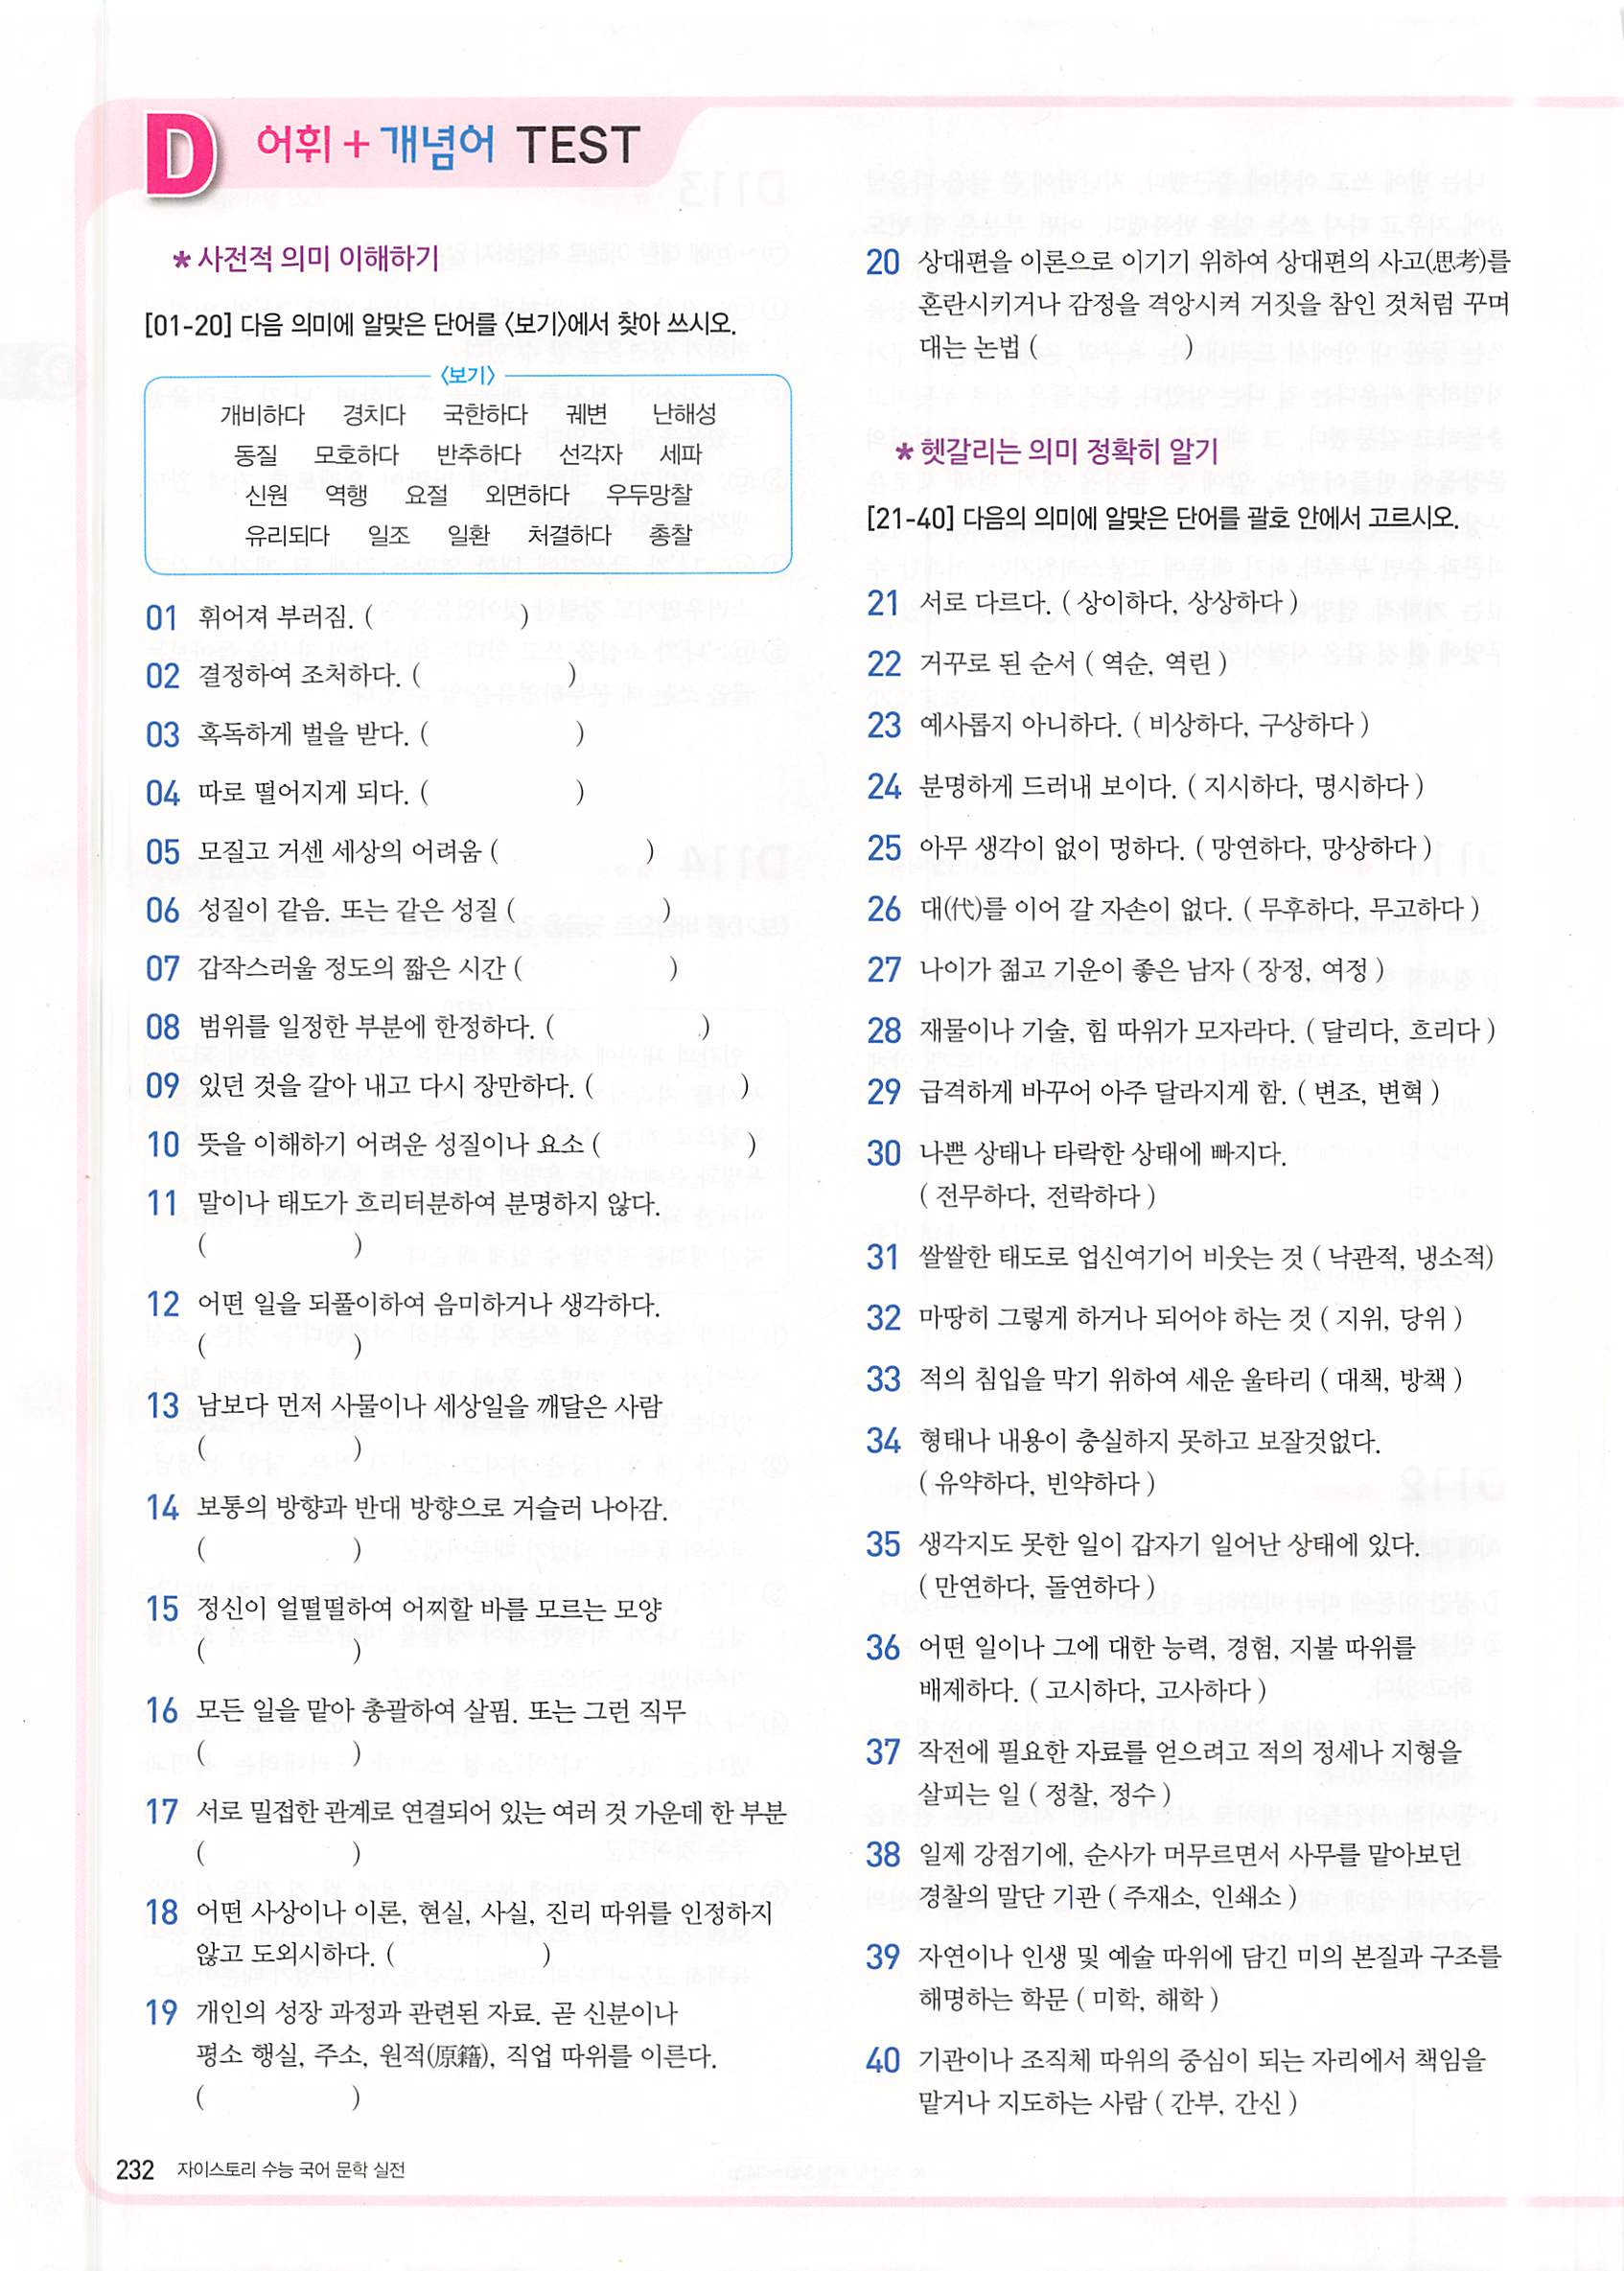 D 어휘 + 개념어 TEST
* 사전적 의미 이해하기
[01-20] 다음 의미에 알맞은 단어를 〈보기〉에서 찾아 쓰시오.
〈보기〉
개비하다 경치다 국한하다 궤변 난해성
동질 모호하다 반추하다 선각자 세파
신원 역행 요절 외면하다 우두망찰
유리되다 일조 일환 처결하다 총찰
01 휘어져 부러짐. ( )
02 결정하여 조처하다. ( )
03 혹독하게 벌을 받다. ( )
04 따로 떨어지게 되다. ( )
05 모질고 거센 세상의 어려움 ( )
06 성질이 같음. 또는 같은 성질 ( )
07 갑작스러울 정도의 짧은 시간 ( )
08 범위를 일정한 부분에 한정하다. ( )
09 있던 것을 갈아 내고 다시 장만하다. ( )
10 뜻을 이해하기 어려운 성질이나 요소 ( )
11 말이나 태도가 흐리터분하여 분명하지 않다.
( )
12 어떤 일을 되풀이하여 음미하거나 생각하다.
( )
13 남보다 먼저 사물이나 세상일을 깨달은 사람
( )
14 보통의 방향과 반대 방향으로 거슬러 나아감.
( )
15 정신이 얼떨떨하여 어찌할 바를 모르는 모양
( )
16 모든 일을 맡아 총괄하여 살핌. 또는 그런 직무
( )
17 서로 밀접한 관계로 연결되어 있는 여러 것 가운데 한 부분
( )
18 어떤 사상이나 이론, 현실, 사실, 진리 따위를 인정하지
않고 도외시하다. ( )
19 개인의 성장 과정과 관련된 자료. 곧 신분이나
평소 행실, 주소, 원적(原籍), 직업 따위를 이른다.
( )
20 상대편을 이론으로 이기기 위하여 상대편의 사고(思考)를
혼란시키거나 감정을 격앙시켜 거짓을 참인 것처럼 꾸며
대는 논법 ( )
* 헷갈리는 의미 정확히 알기
[21-40] 다음의 의미에 알맞은 단어를 괄호 안에서 고르시오.
21 서로 다르다. ( 상이하다, 상상하다 )
22 거꾸로 된 순서 ( 역순, 역린 )
23 예사롭지 아니하다. ( 비상하다, 구상하다 )
24 분명하게 드러내 보이다. ( 지시하다, 명시하다 )
25 아무 생각이 없이 멍하다. ( 망연하다, 망상하다 )
26 대(代)를 이어 갈 자손이 없다. ( 무후하다, 무고하다 )
27 나이가 젊고 기운이 좋은 남자 ( 장정, 여정 )
28 재물이나 기술, 힘 따위가 모자라다. ( 달리다, 흐리다 )
29 급격하게 바꾸어 아주 달라지게 함. ( 변조, 변혁 )
30 나쁜 상태나 타락한 상태에 빠지다.
( 전무하다, 전락하다 )
31 쌀쌀한 태도로 업신여기어 비웃는 것 ( 낙관적, 냉소적)
32 마땅히 그렇게 하거나 되어야 하는 것 ( 지위, 당위 )
33 적의 침입을 막기 위하여 세운 울타리 ( 대책, 방책 )
34 형태나 내용이 충실하지 못하고 보잘것없다.
( 유약하다, 빈약하다 )
35 생각지도 못한 일이 갑자기 일어난 상태에 있다.
( 만연하다, 돌연하다 )
36 어떤 일이나 그에 대한 능력, 경험, 지불 따위를
배제하다. ( 고시하다, 고사하다 )
37 작전에 필요한 자료를 얻으려고 적의 정세나 지형을
살피는 일 ( 정찰, 정수 )
38 일제 강점기에, 순사가 머무르면서 사무를 맡아보던
경찰의 말단 기관 ( 주재소, 인쇄소 )
39 자연이나 인생 및 예술 따위에 담긴 미의 본질과 구조를
해명하는 학문 ( 미학, 해학 )
40 기관이나 조직체 따위의 중심이 되는 자리에서 책임을
맡거나 지도하는 사람 ( 간부, 간신 )
232 자이스토리 수능 국어 문학 실전